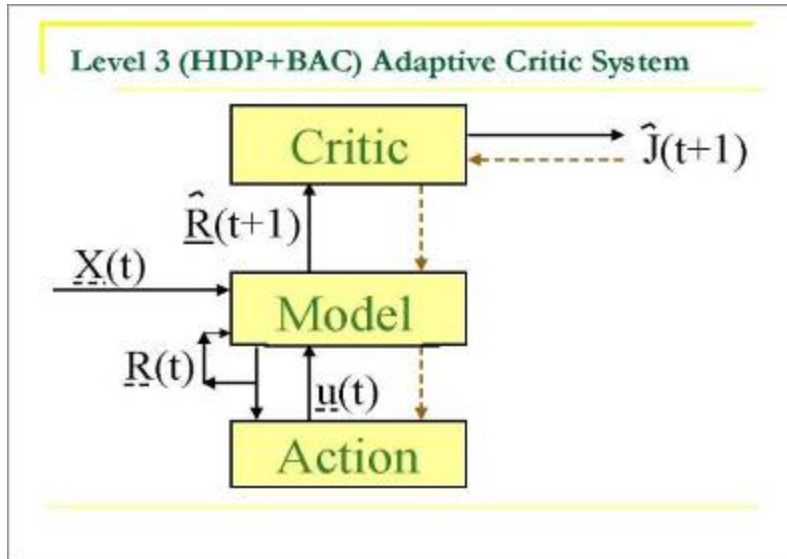 Level 3 (HDP+BAC) Adaptive Critic System
Critic
Ĵ(t+1)
R̂(t+1)
X(t)
Model
R(t)
u(t)
Action